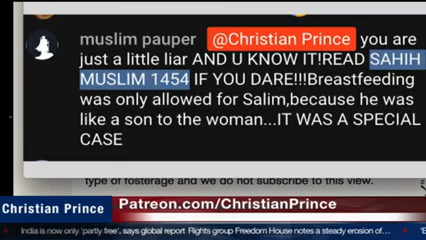 muslim pauper @Christian Prince you are
just a little liar AND U KNOW IT!READ SAHIH
MUSLIM 1454 IF YOU DARE!!!Breastfeeding
was only allowed for Salim,because he was
like a son to the woman...IT WAS A SPECIAL
CASE
type of fosterage and we do not subscribe to this view.
Christian Prince
Patreon.com/ChristianPrince
India is now only 'partly free', says global report Rights group Freedom House notes a steady erosion of...